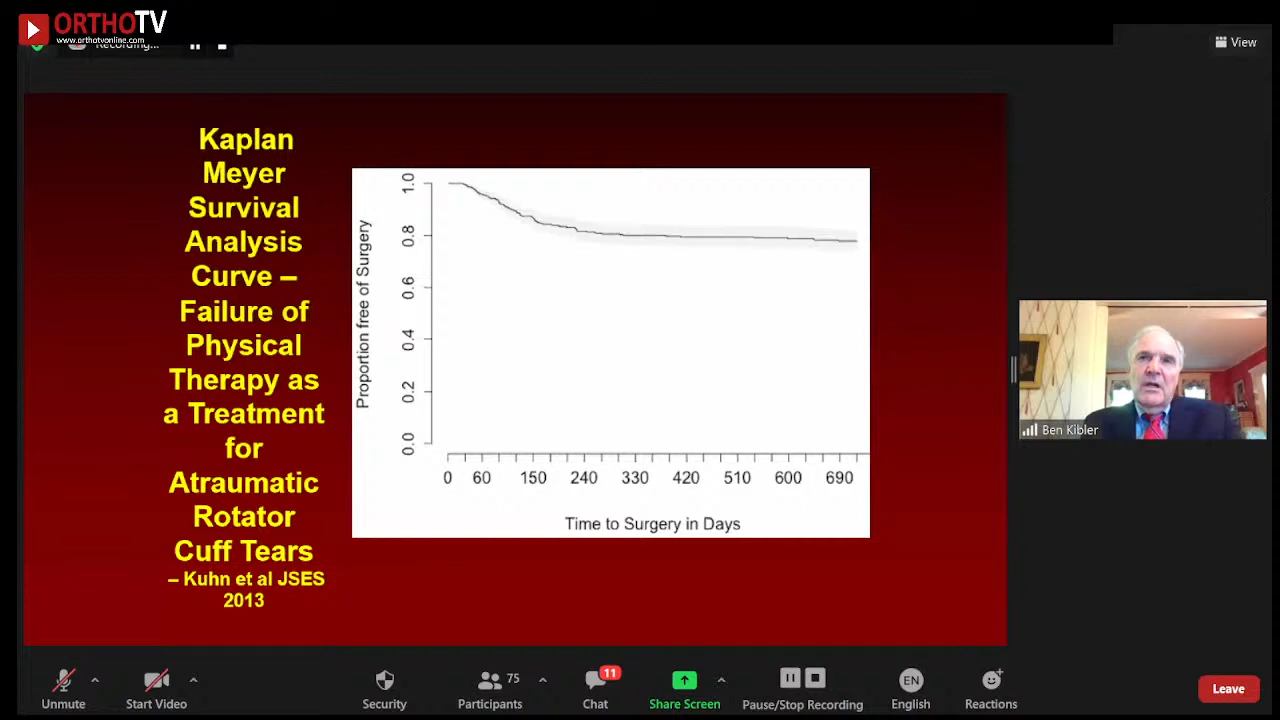 ORTHOTV
www.orthotvonline.com
Recording...
View
Kaplan
Meyer
Survival
Analysis
Curve –
Failure of
Physical
Therapy as
a Treatment
for
Atraumatic
Rotator
Cuff Tears
– Kuhn et al JSES
2013
Proportion free of Surgery
1.0
0.8
0.6
0.4
0.2
0.0
0 60 150 240 330 420 510 600 690
Time to Surgery in Days
Ben Kibler
Unmute
Start Video
Security
75
Participants
11
Chat
Share Screen
Pause/Stop Recording
EN
English
Reactions
Leave